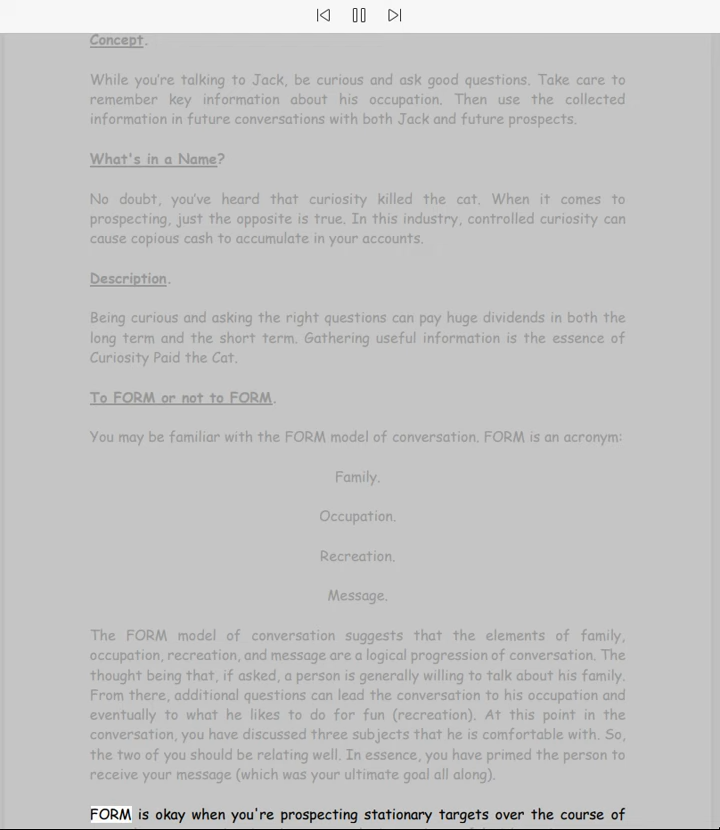 Concept.
While you're talking to Jack, be curious and ask good questions. Take care to
remember key information about his occupation. Then use the collected
information in future conversations with both Jack and future prospects.
What's in a Name?
No doubt, you've heard that curiosity killed the cat. When it comes to
prospecting, just the opposite is true. In this industry, controlled curiosity can
cause copious cash to accumulate in your accounts.
Description.
Being curious and asking the right questions can pay huge dividends in both the
long term and the short term. Gathering useful information is the essence of
Curiosity Paid the Cat.
To FORM or not to FORM.
You may be familiar with the FORM model of conversation. FORM is an acronym:
Family.
Occupation.
Recreation.
Message.
The FORM model of conversation suggests that the elements of family,
occupation, recreation, and message are a logical progression of conversation. The
thought being that, if asked, a person is generally willing to talk about his family.
From there, additional questions can lead the conversation to his occupation and
eventually to what he likes to do for fun (recreation). At this point in the
conversation, you have discussed three subjects that he is comfortable with. So,
the two of you should be relating well. In essence, you have primed the person to
receive your message (which was your ultimate goal all along).
FORM is okay when you're prospecting stationary targets over the course of